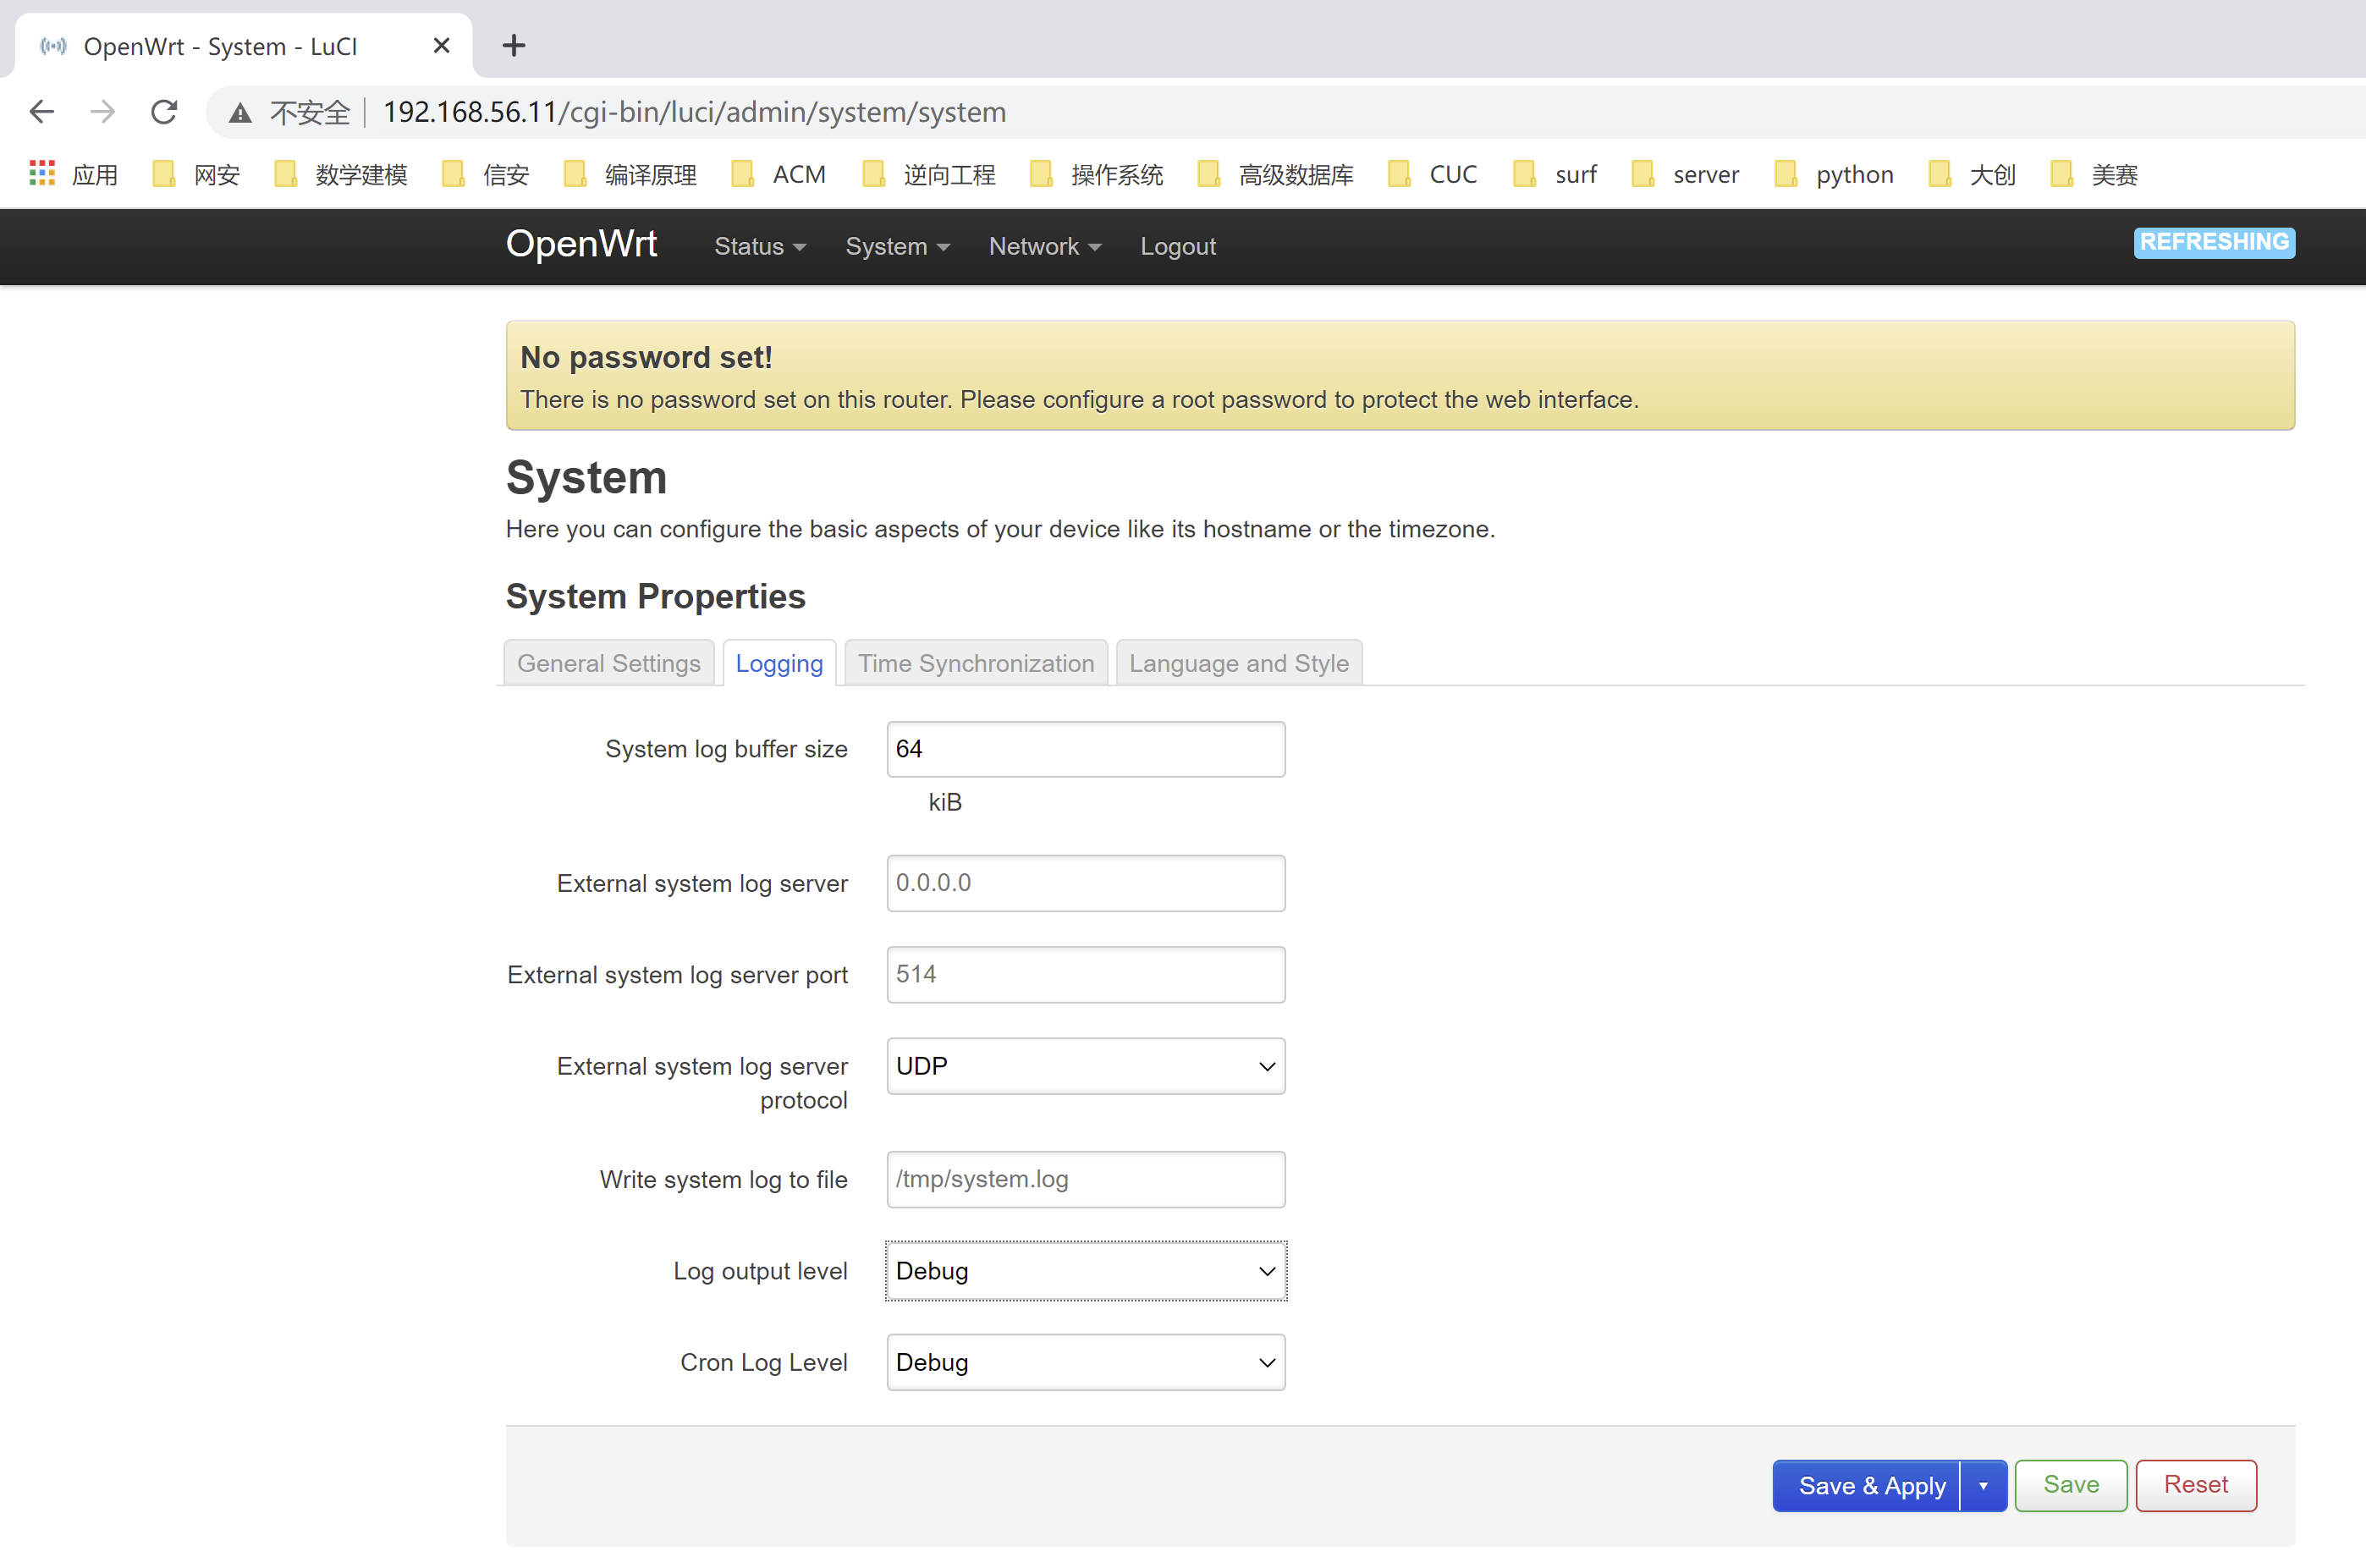 OpenWrt - System - LuCI
不安全 192.168.56.11/cgi-bin/luci/admin/system/system
应用 网安 数学建模 信安 编译原理 ACM 逆向工程 操作系统 高级数据库 CUC surf server python 大创 美赛
OpenWrt Status System Network Logout REFRESHING
No password set!
There is no password set on this router. Please configure a root password to protect the web interface.
System
Here you can configure the basic aspects of your device like its hostname or the timezone.
System Properties
General Settings Logging Time Synchronization Language and Style
System log buffer size 64
kiB
External system log server 0.0.0.0
External system log server port 514
External system log server UDP
protocol
Write system log to file /tmp/system.log
Log output level Debug
Cron Log Level Debug
Save & Apply Save Reset